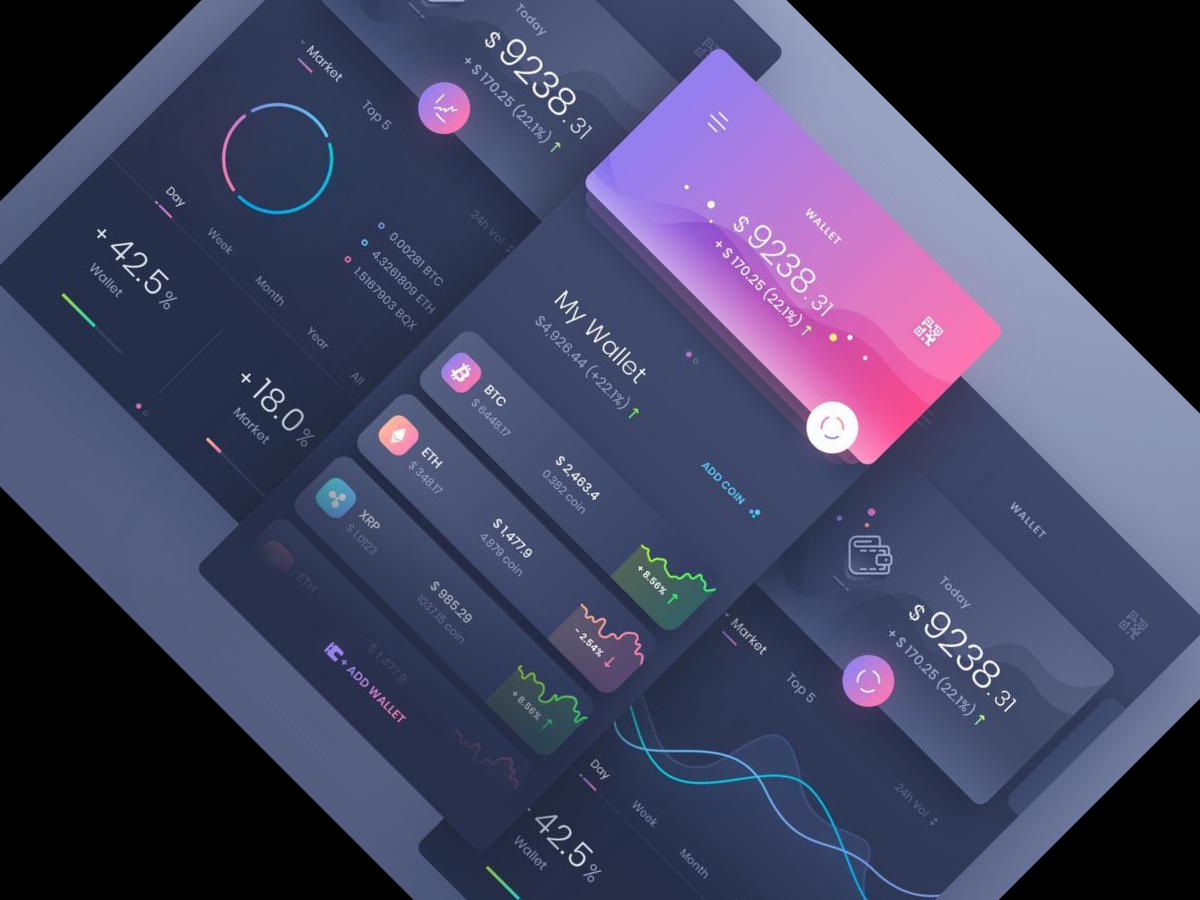 Today
$ 9238.31
+ $ 170.25 (22.1%) ↑
Market
Top 5
24h Vol
0.00281 BTC
4.3261809 ETH
1.5167903 BQX
Day
Week
Month
Year
All
+ 42.5%
Wallet
+ 18.0%
Market
WALLET
$ 9238.31
+ $ 170.25 (22.1%) ↑
My Wallet
$4,926.44 (+22.1%) ↑
ADD COIN
BTC
$ 6448.17
$ 2,463.4
0.382 coin
+ 8.56% ↑
ETH
$ 348.17
$ 1,477.9
4.879 coin
- 2.54% ↓
XRP
$ 1.0123
$ 985.29
1037.15 coin
+ 8.56% ↑
ETH
$ 1,477.9
+ ADD WALLET
WALLET
Today
$ 9238.31
+ $ 170.25 (22.1%) ↑
Market
Top 5
24h Vol
Day
Week
Month
42.5%
Wallet